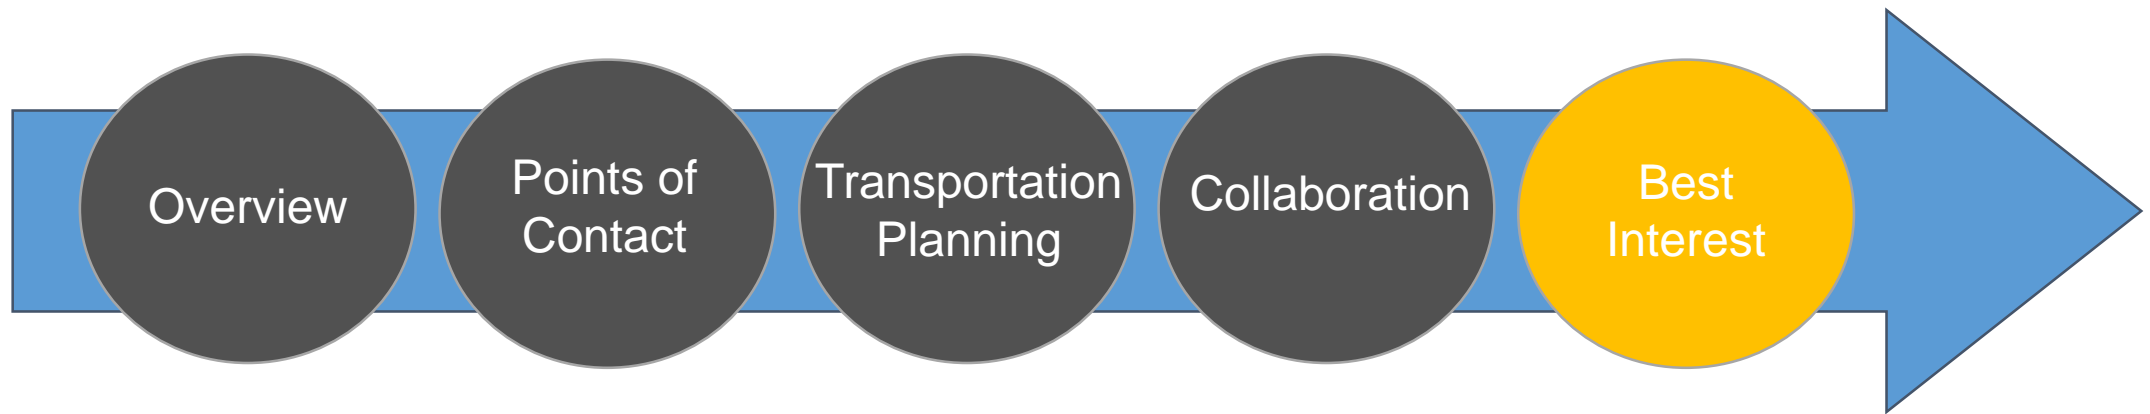 Overview
Points of
Contact
Transportation
Planning
Collaboration
Best
Interest